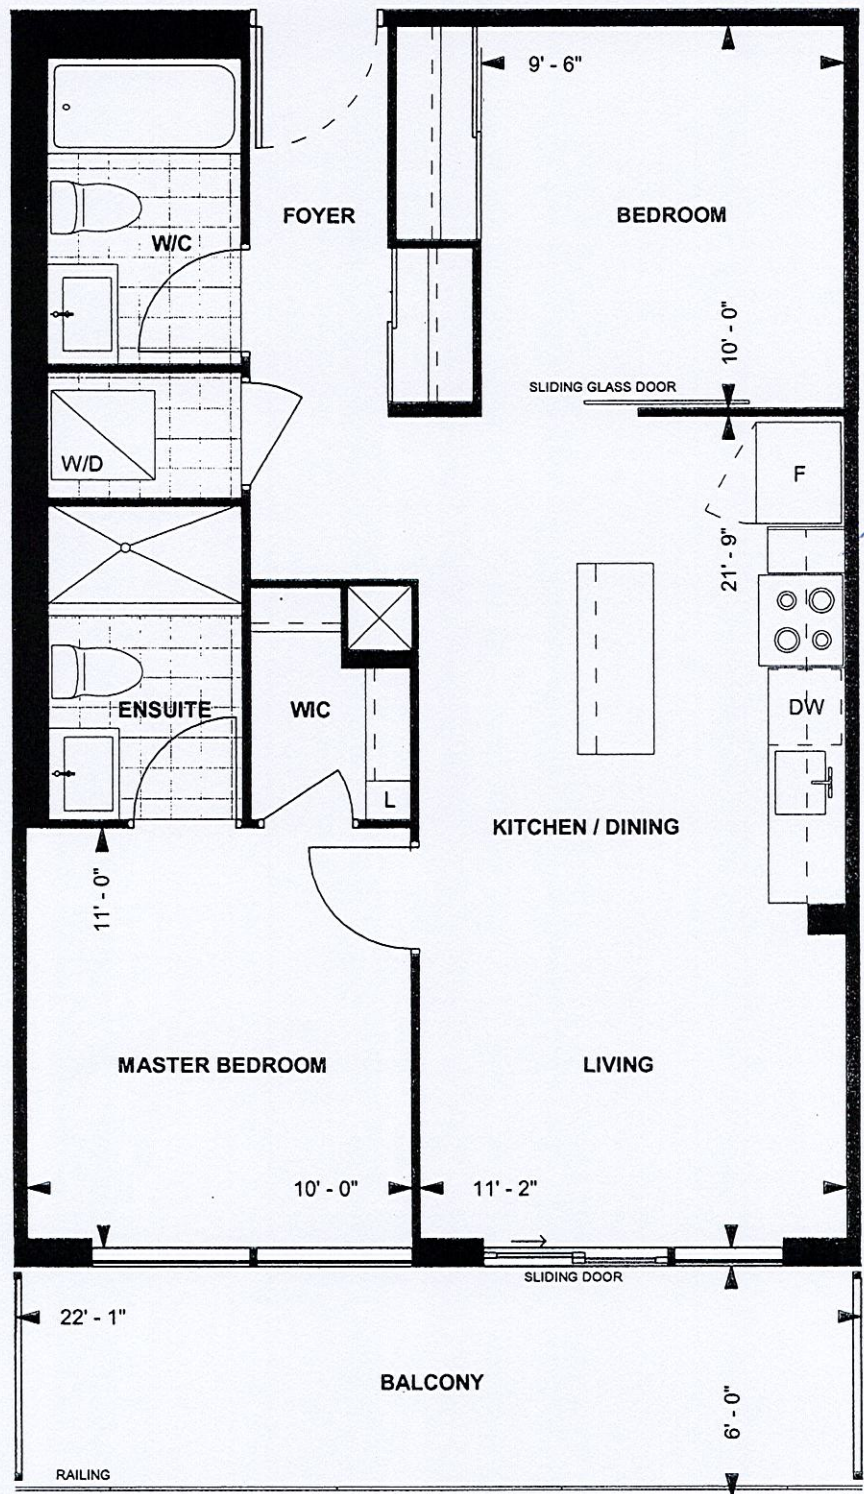 9' - 6"
FOYER
BEDROOM
W/C
10' - 0"
SLIDING GLASS DOOR
W/D
F
21' - 9"
ENSUITE
WIC
DW
L
KITCHEN / DINING
11' - 0"
MASTER BEDROOM
LIVING
10' - 0"
11' - 2"
SLIDING DOOR
22' - 1"
BALCONY
6' - 0"
RAILING